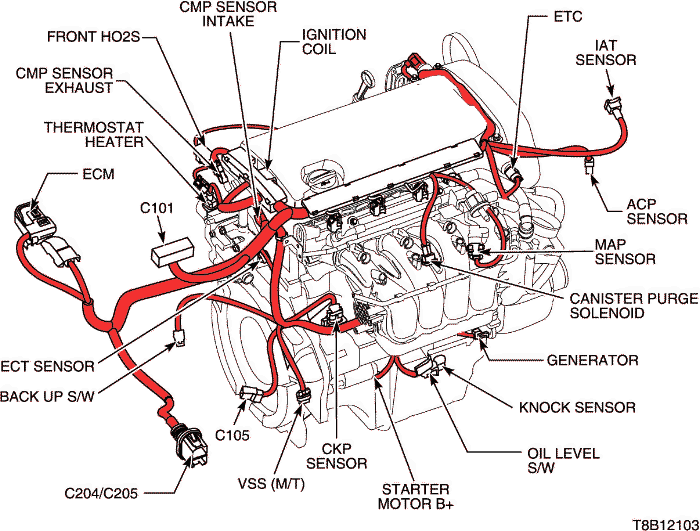 CMP SENSOR
INTAKE
FRONT HO2S
IGNITION
COIL
ETC
IAT
SENSOR
CMP SENSOR
EXHAUST
THERMOSTAT
HEATER
ECM
C101
ACP
SENSOR
MAP
SENSOR
CANISTER PURGE
SOLENOID
ECT SENSOR
BACK UP S/W
GENERATOR
KNOCK SENSOR
C105
CKP
SENSOR
OIL LEVEL
S/W
VSS (M/T)
C204/C205
STARTER
MOTOR B+
T8B12103